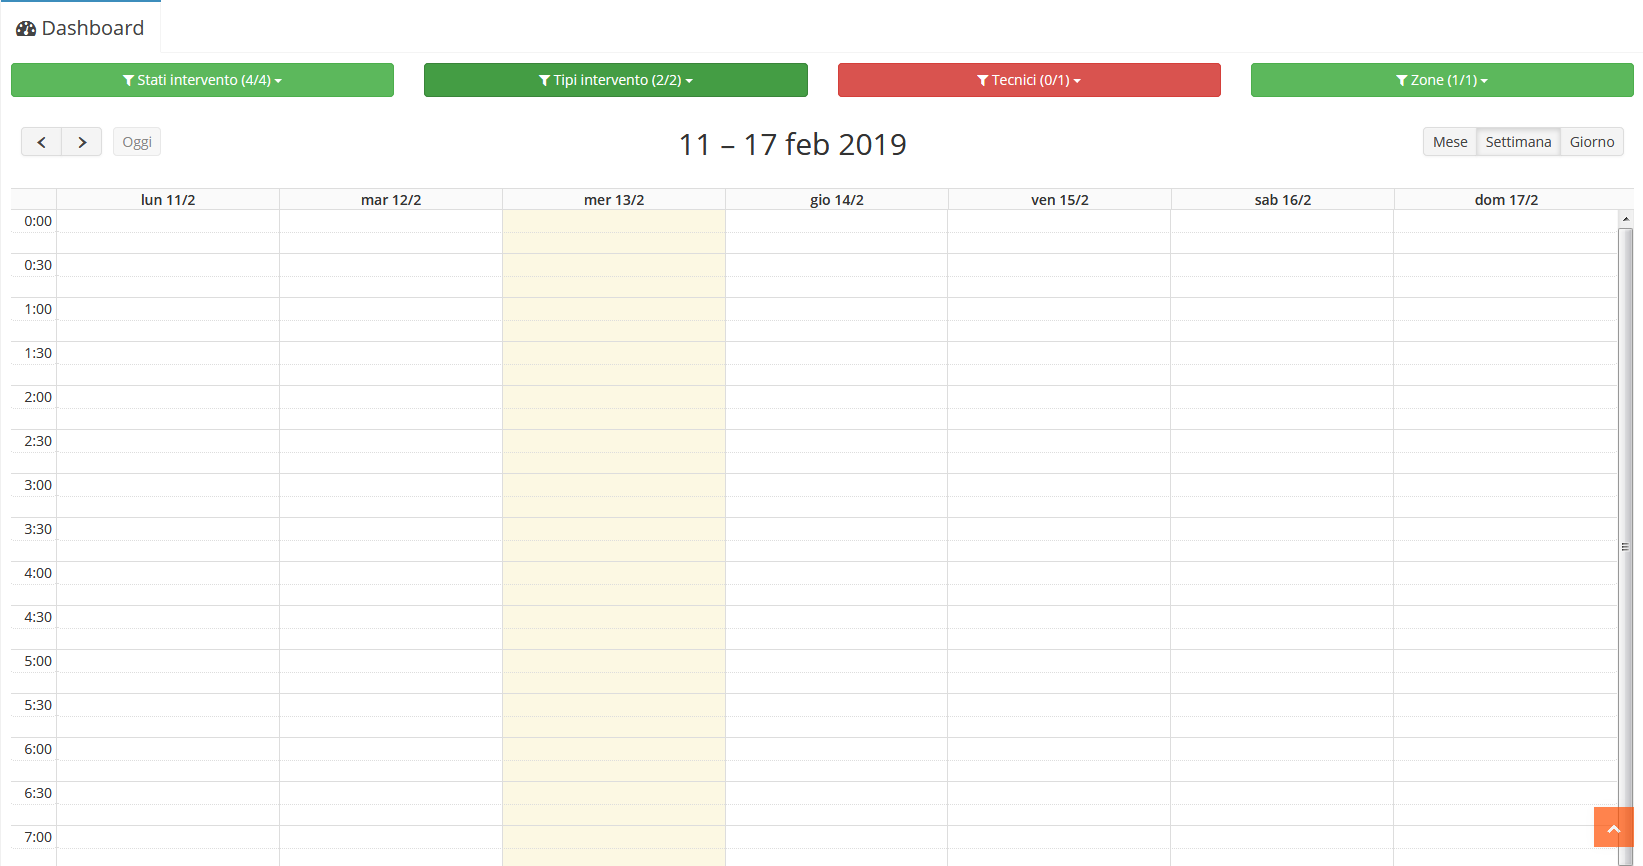 Dashboard
Stati intervento (4/4)
Tipi intervento (2/2)
Tecnici (0/1)
Zone (1/1)
Oggi
11 – 17 feb 2019
Mese Settimana Giorno
lun 11/2 mar 12/2 mer 13/2 gio 14/2 ven 15/2 sab 16/2 dom 17/2
0:00
0:30
1:00
1:30
2:00
2:30
3:00
3:30
4:00
4:30
5:00
5:30
6:00
6:30
7:00